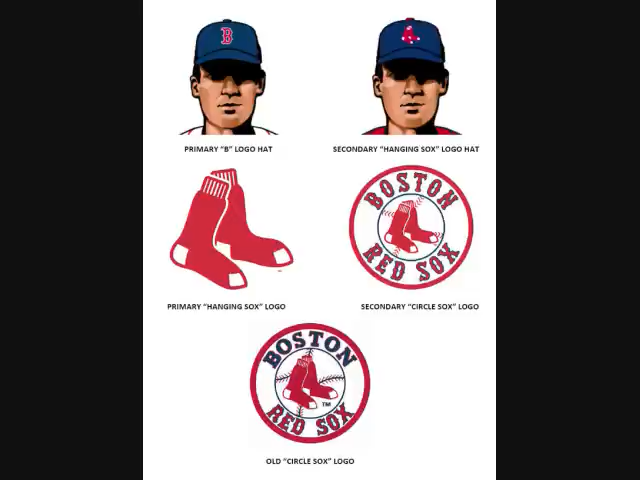 B
PRIMARY "B" LOGO HAT
SECONDARY "HANGING SOX" LOGO HAT
BOSTON
RED SOX
PRIMARY "HANGING SOX" LOGO
SECONDARY "CIRCLE SOX" LOGO
BOSTON
TM
RED SOX
OLD "CIRCLE SOX" LOGO